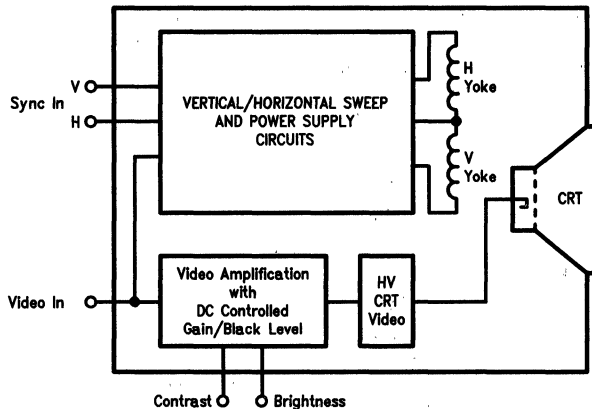 V
Sync In
H
VERTICAL/HORIZONTAL SWEEP
AND POWER SUPPLY
CIRCUITS
H
Yoke
V
Yoke
CRT
Video In
Video Amplification
with
DC Controlled
Gain/Black Level
HV
CRT
Video
Contrast
Brightness